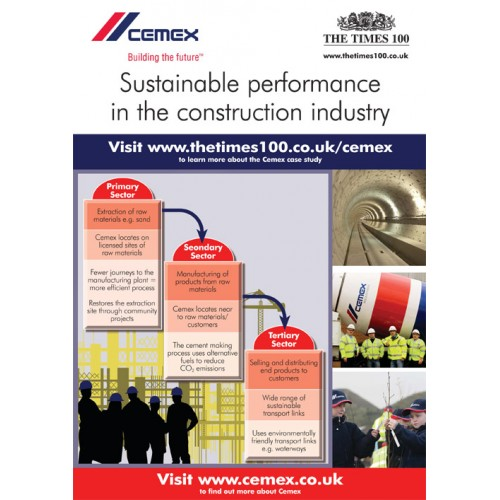 CEMEX
Building the future™
THE TIMES 100
www.thetimes100.co.uk
Sustainable performance
in the construction industry
Visit www.thetimes100.co.uk/cemex
to learn more about the Cemex case study
Primary
Sector
Extraction of raw
materials e.g. sand
Cemex locates on
licensed sites of
raw materials
Fewer journeys to the
manufacturing plant =
more efficient process
Restores the extraction
site through community
projects
Seondary
Sector
Manufacturing of
products from raw
materials
Cemex locates near
to raw materials/
customers
The cement making
process uses alternative
fuels to reduce
CO₂ emissions
Tertiary
Sector
Selling and distributing
end products to
customers
Wide range of
sustainable
transport links
Uses environmentally
friendly transport links
e.g. waterways
CEMEX
Visit www.cemex.co.uk
to find out more about Cemex